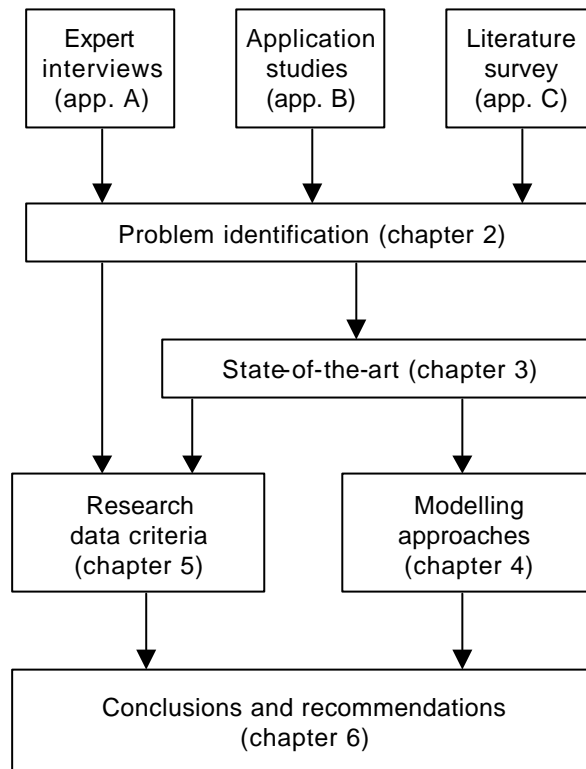 Expert
interviews
(app. A)
Application
studies
(app. B)
Literature
survey
(app. C)
Problem identification (chapter 2)
State-of-the-art (chapter 3)
Research
data criteria
(chapter 5)
Modelling
approaches
(chapter 4)
Conclusions and recommendations
(chapter 6)